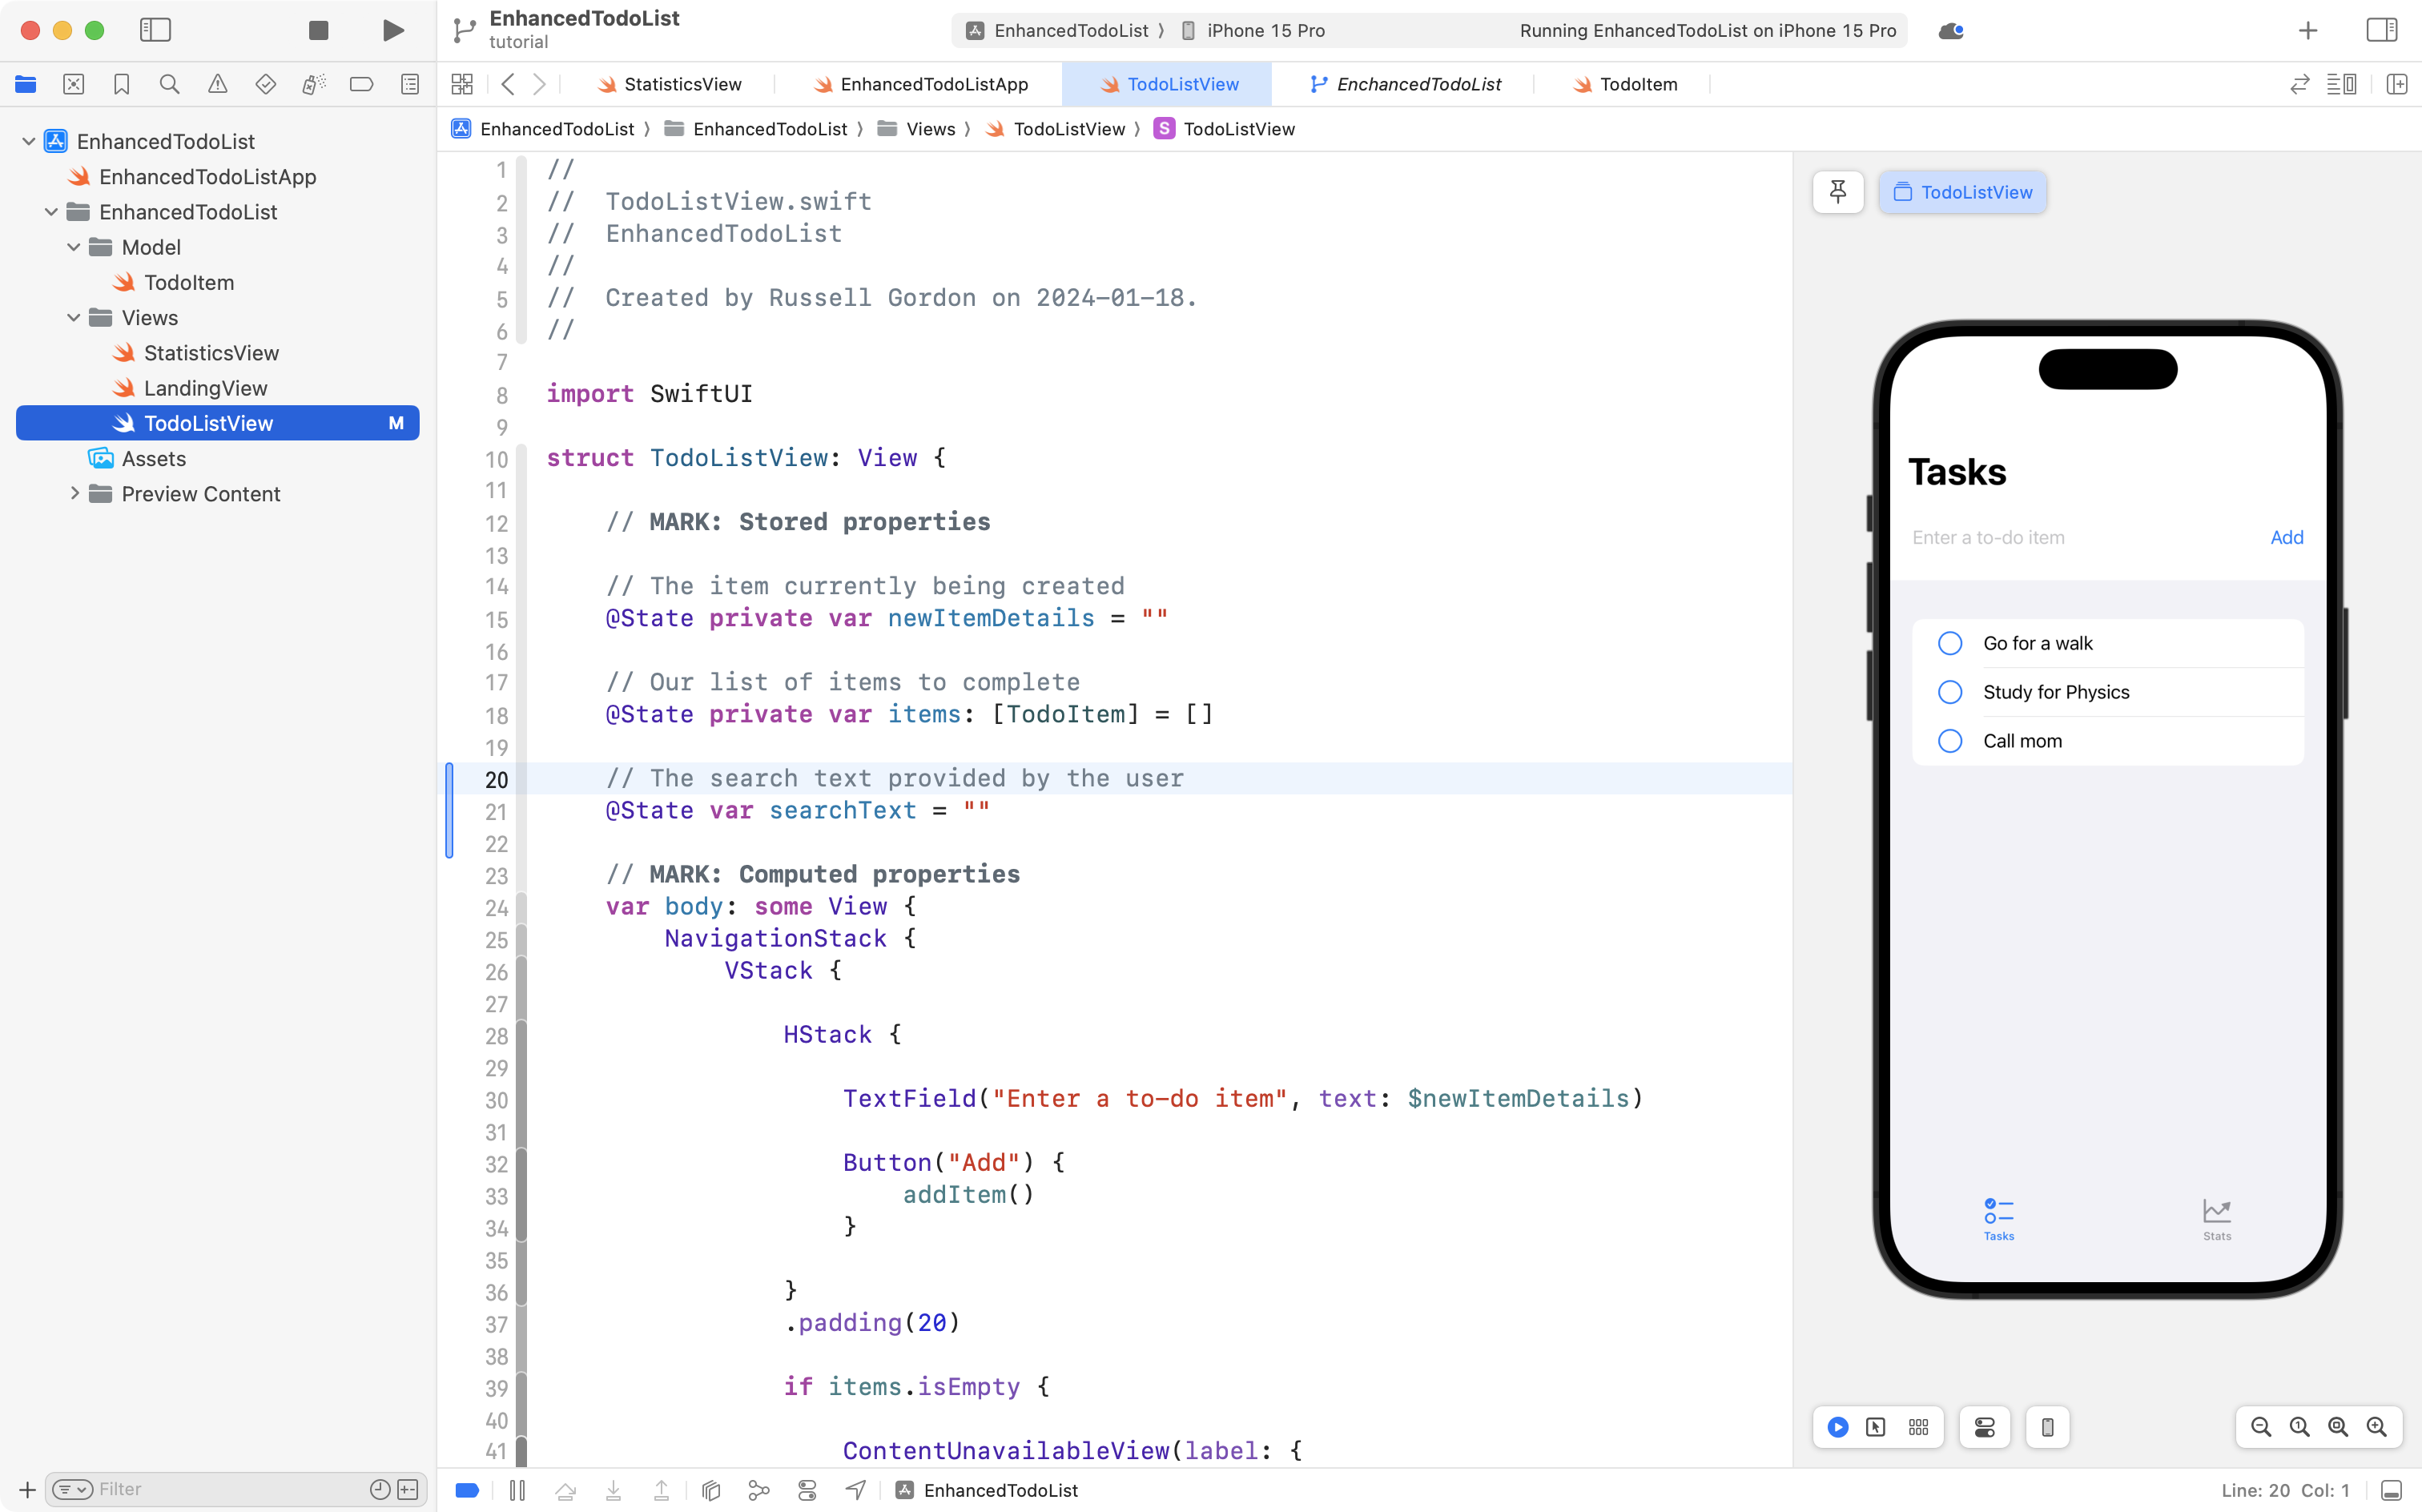 EnhancedTodoList
tutorial
EnhancedTodoList ⟩ iPhone 15 Pro
Running EnhancedTodoList on iPhone 15 Pro
StatisticsView
EnhancedTodoListApp
TodoListView
EnchancedTodoList
TodoItem
EnhancedTodoList ⟩ EnhancedTodoList ⟩ Views ⟩ TodoListView ⟩ S TodoListView
EnhancedTodoList
EnhancedTodoListApp
EnhancedTodoList
Model
TodoItem
Views
StatisticsView
LandingView
TodoListView M
Assets
Preview Content
Filter
1 //
2 //  TodoListView.swift
3 //  EnhancedTodoList
4 //
5 //  Created by Russell Gordon on 2024-01-18.
6 //
7
8 import SwiftUI
9
10 struct TodoListView: View {
11
12     // MARK: Stored properties
13
14     // The item currently being created
15     @State private var newItemDetails = ""
16
17     // Our list of items to complete
18     @State private var items: [TodoItem] = []
19
20     // The search text provided by the user
21     @State var searchText = ""
22
23     // MARK: Computed properties
24     var body: some View {
25         NavigationStack {
26             VStack {
27
28                 HStack {
29
30                     TextField("Enter a to-do item", text: $newItemDetails)
31
32                     Button("Add") {
33                         addItem()
34                     }
35
36                 }
37                 .padding(20)
38
39                 if items.isEmpty {
40
41                     ContentUnavailableView(label: {
TodoListView
Tasks
Enter a to-do item Add
Go for a walk
Study for Physics
Call mom
Tasks
Stats
EnhancedTodoList
Line: 20 Col: 1